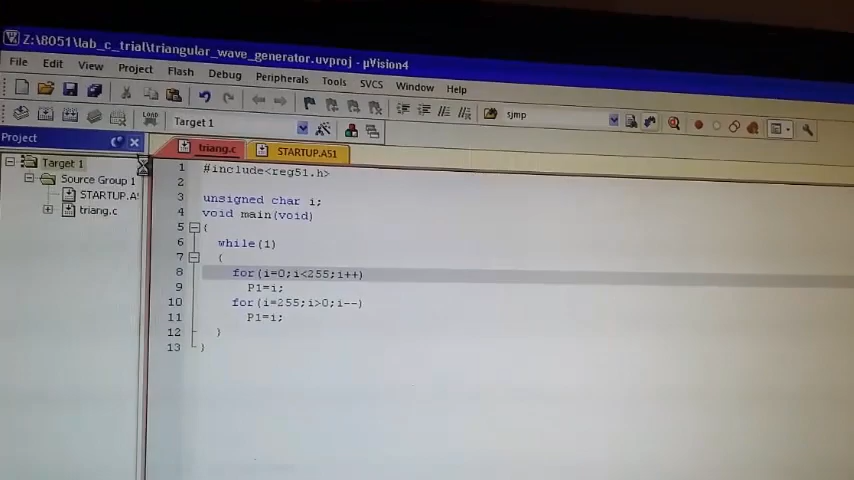 Z:\8051\lab_c_trial\triangular_wave_generator.uvproj - µVision4
File Edit View Project Flash Debug Peripherals Tools SVCS Window Help
sjmp
LOAD Target 1
Project
triang.c STARTUP.A51
Target 1
Source Group 1
STARTUP.A5
triang.c
1 #include<reg51.h>
2
3 unsigned char i;
4 void main(void)
5 {
6 while(1)
7 {
8 for(i=0;i<255;i++)
9 P1=i;
10 for(i=255;i>0;i--)
11 P1=i;
12 }
13 }